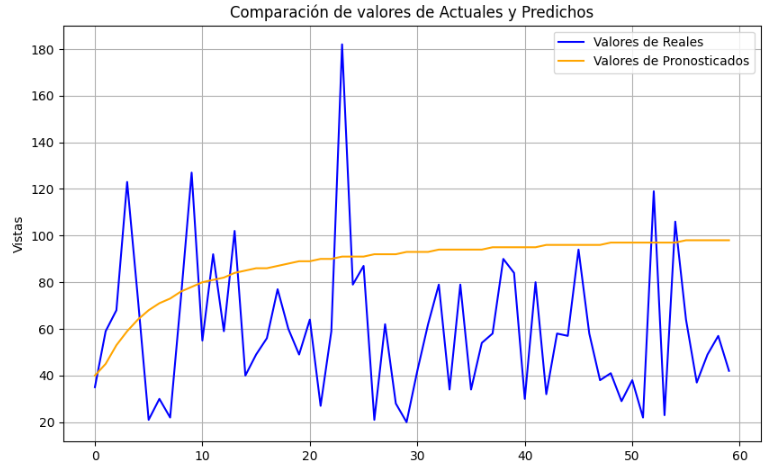 Comparación de valores de Actuales y Predichos
Valores de Reales
Valores de Pronosticados
Vistas
180
160
140
120
100
80
60
40
20
0 10 20 30 40 50 60